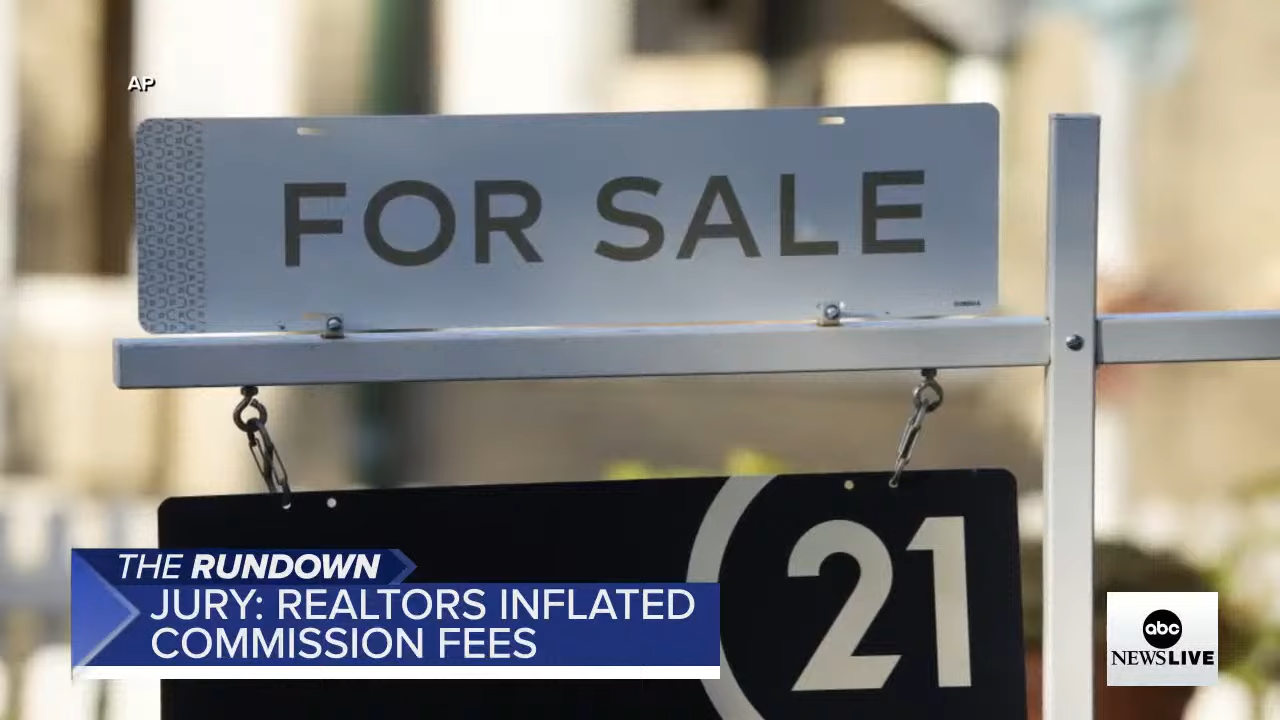 AP
FOR SALE
21
THE RUNDOWN
JURY: REALTORS INFLATED
COMMISSION FEES
abc
NEWSLIVE